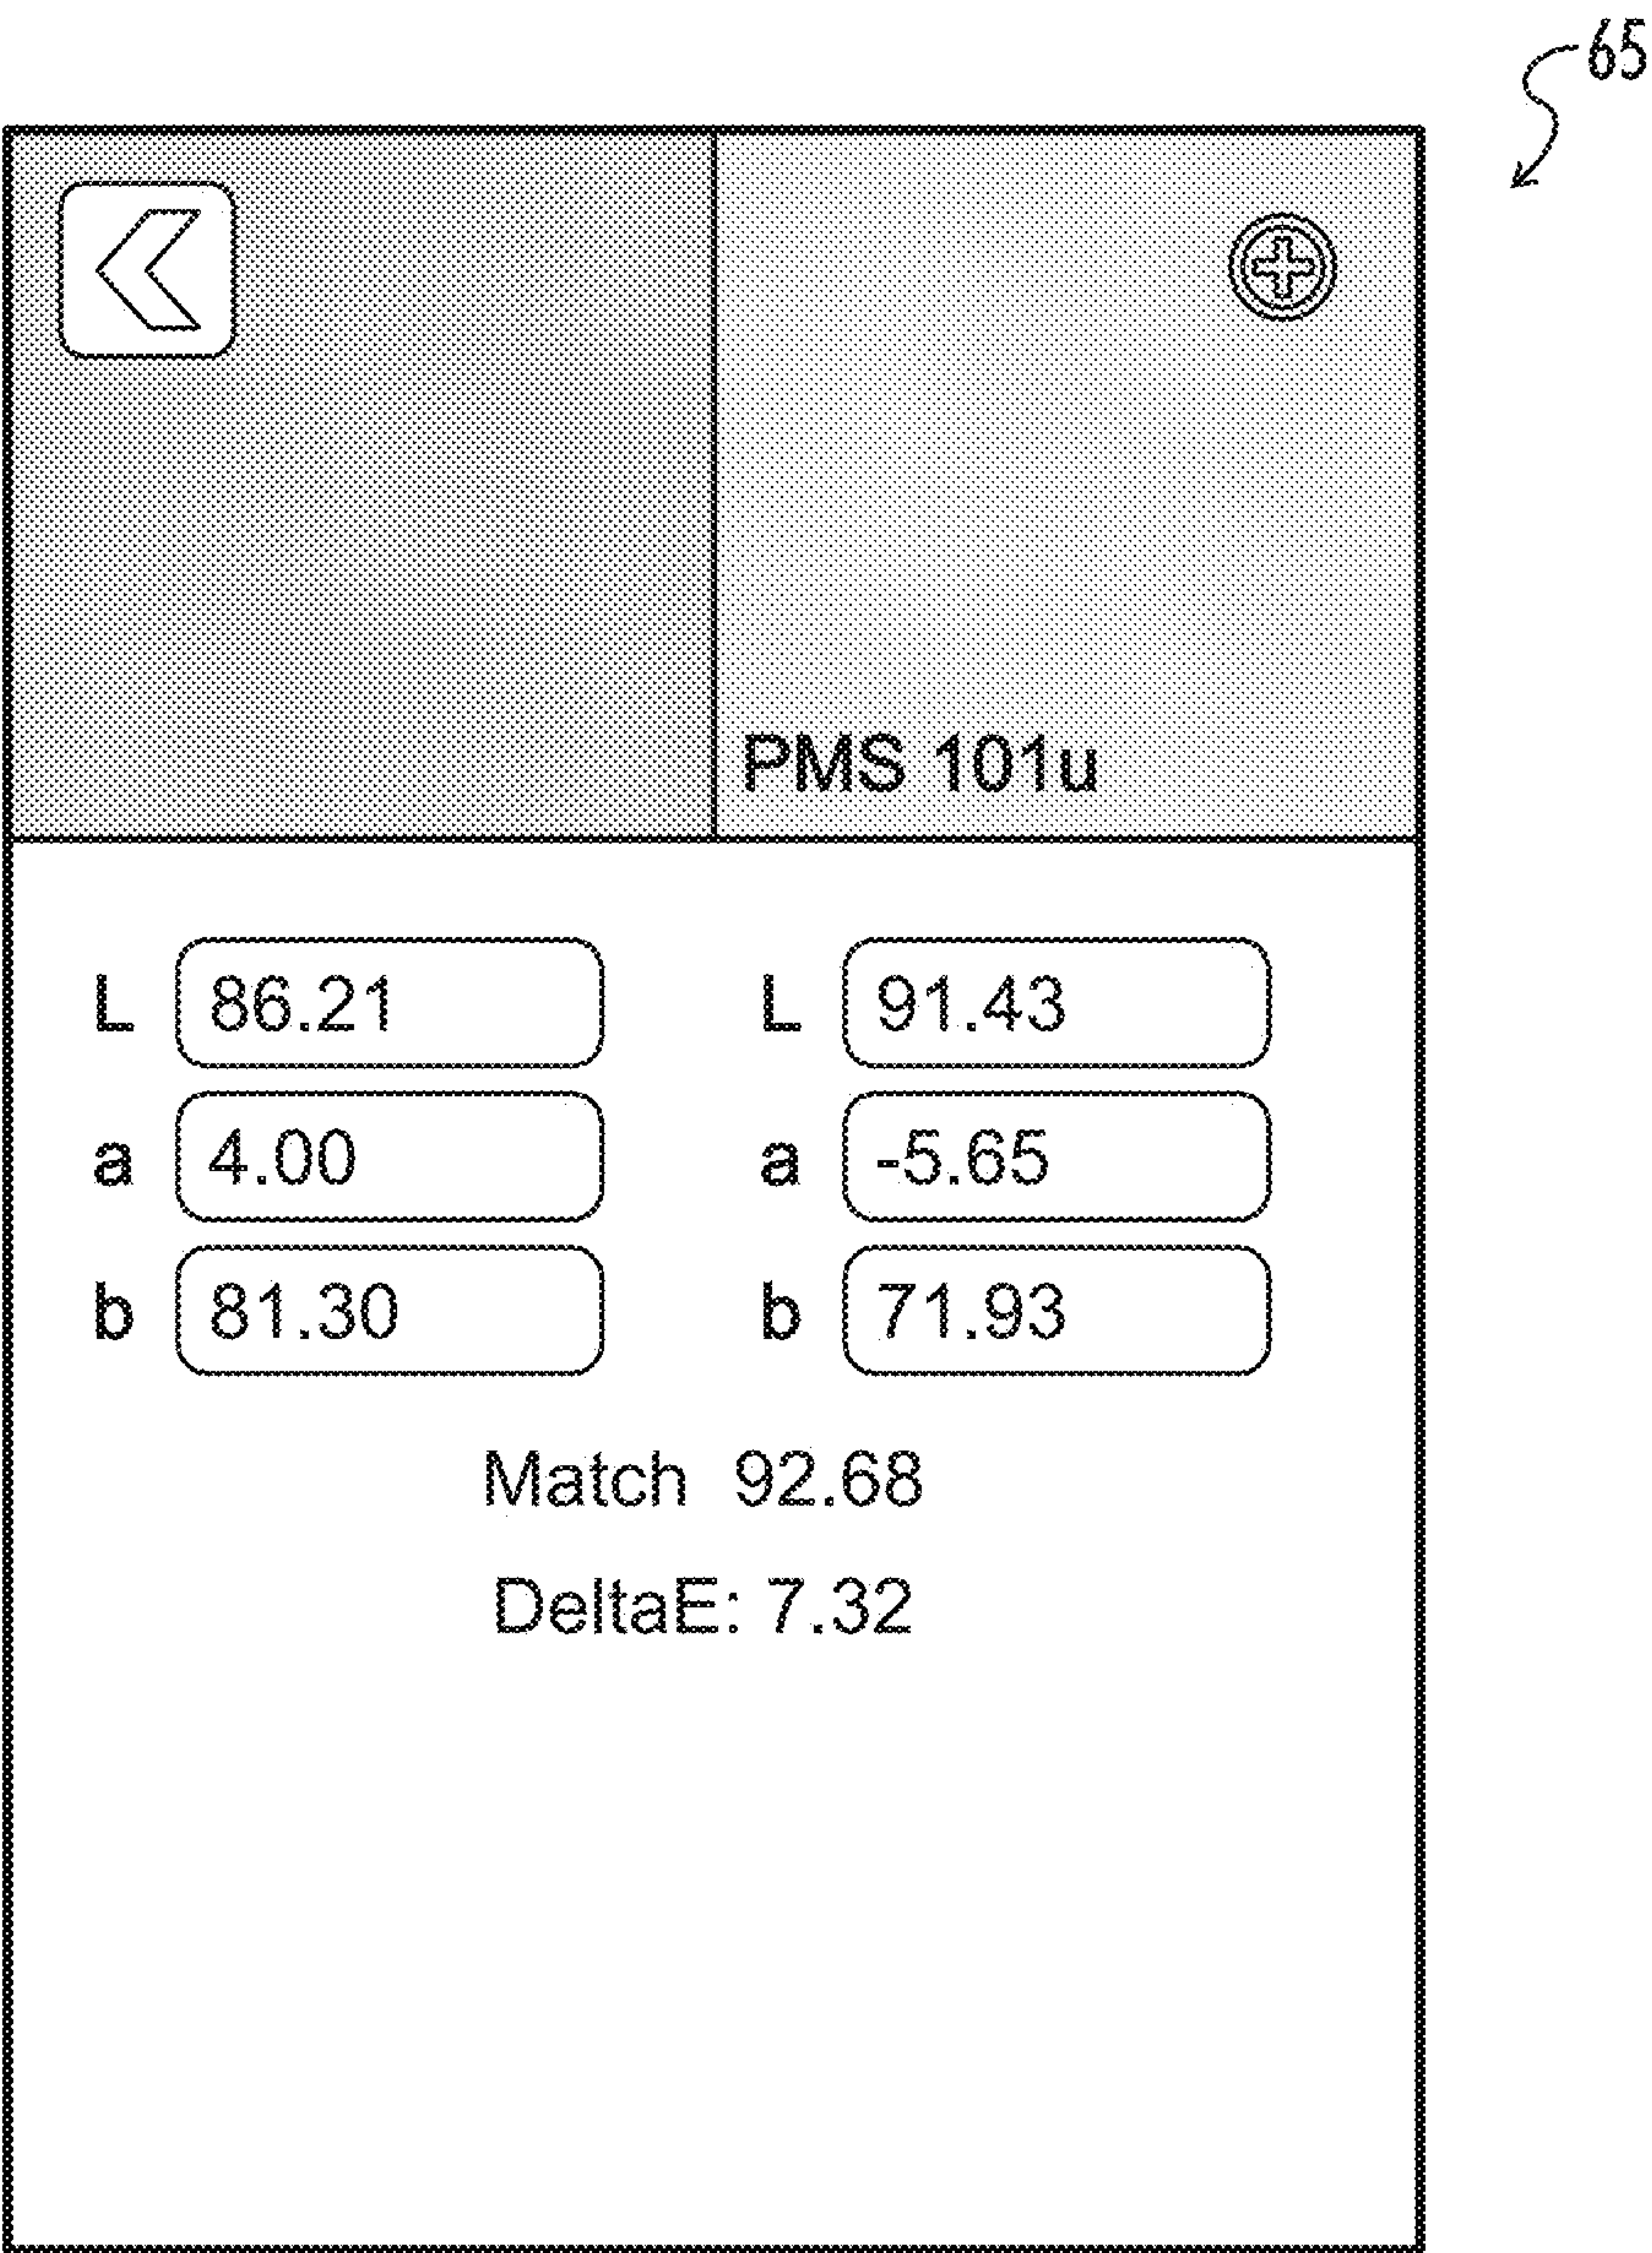 65
PMS 101u
L 86.21 L 91.43
a 4.00 a -5.65
b 81.30 b 71.93
Match 92.68
DeltaE: 7.32